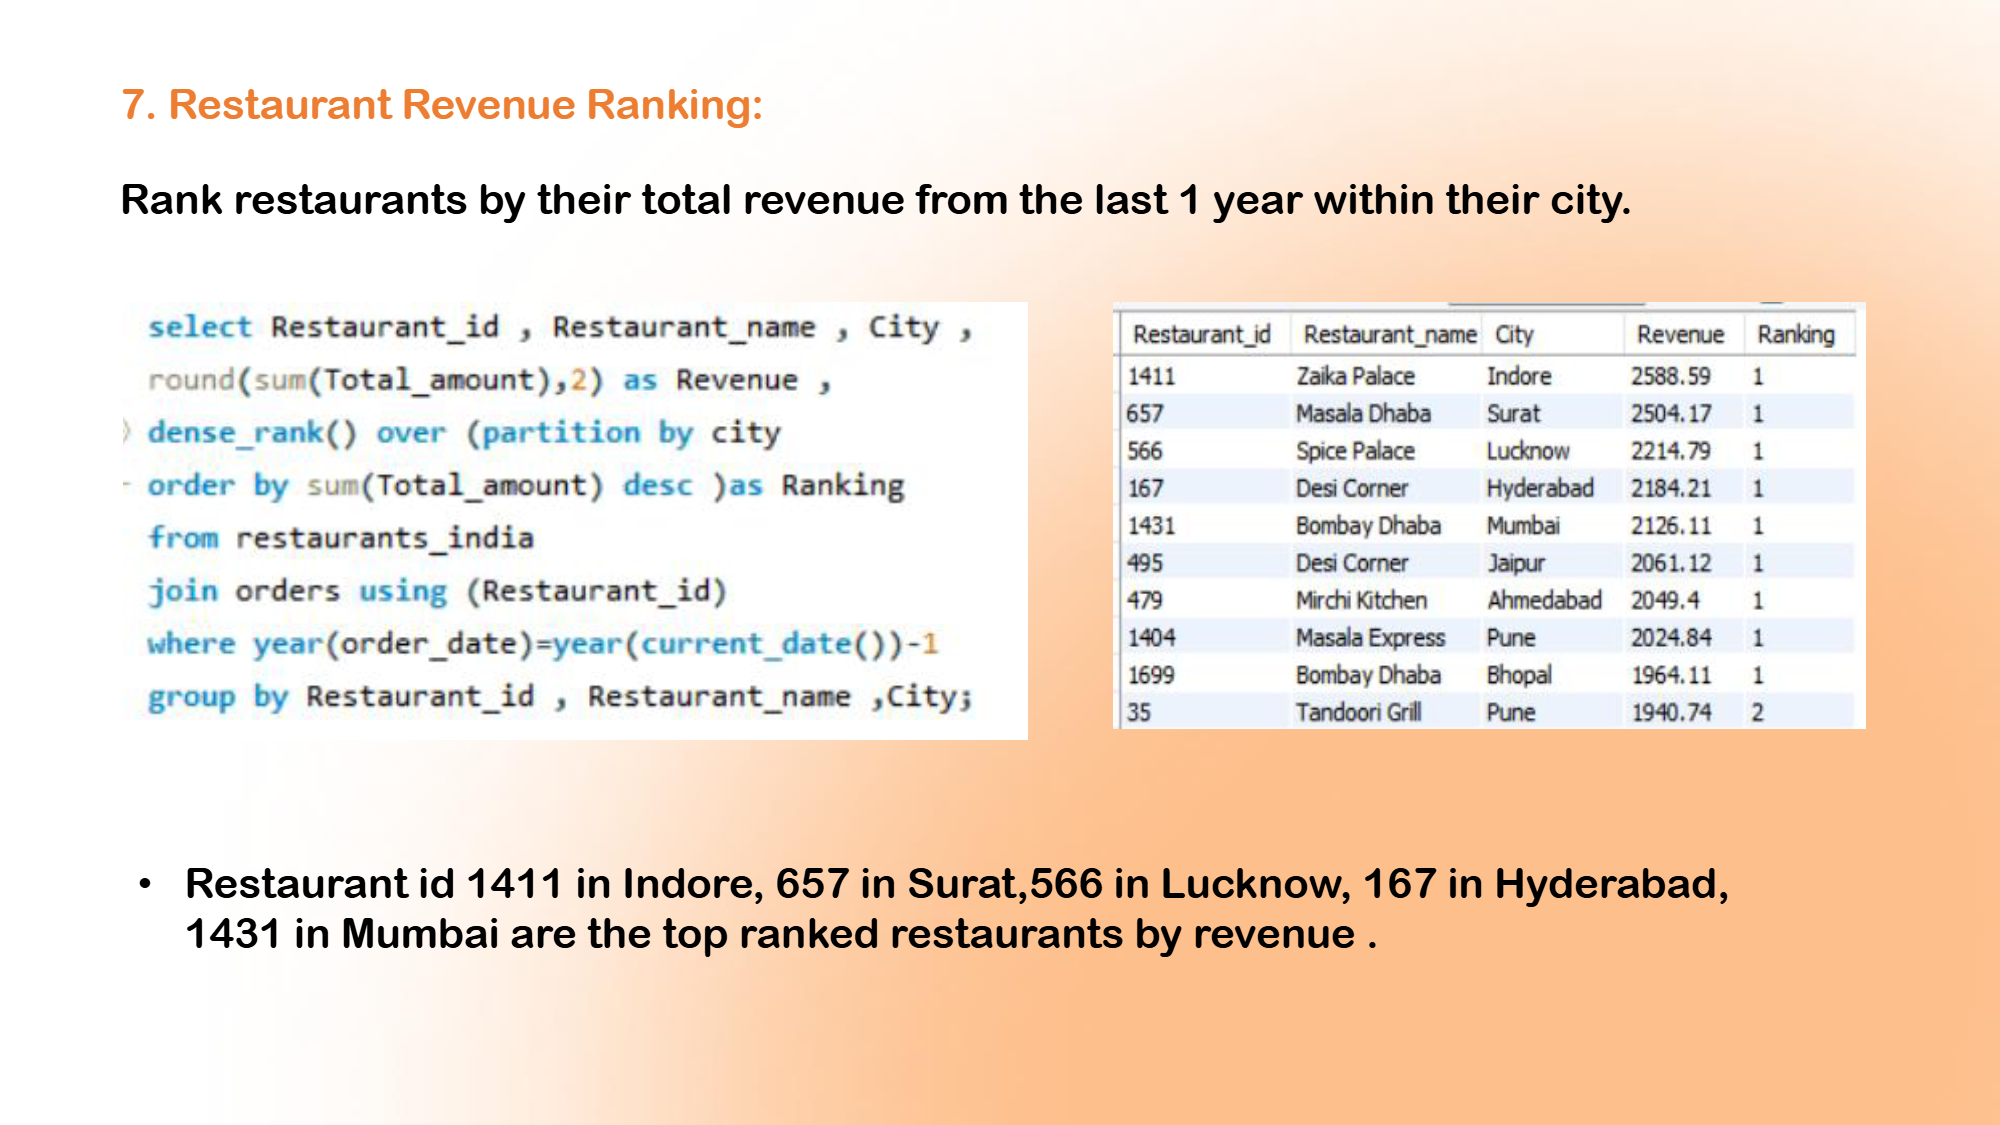 7. Restaurant Revenue Ranking:
Rank restaurants by their total revenue from the last 1 year within their city.
select Restaurant_id , Restaurant_name , City ,
round(sum(Total_amount),2) as Revenue ,
dense_rank() over (partition by city
order by sum(Total_amount) desc )as Ranking
from restaurants_india
join orders using (Restaurant_id)
where year(order_date)=year(current_date())-1
group by Restaurant_id , Restaurant_name ,City;
Restaurant_id Restaurant_name City Revenue Ranking
1411 Zaika Palace Indore 2588.59 1
657 Masala Dhaba Surat 2504.17 1
566 Spice Palace Lucknow 2214.79 1
167 Desi Corner Hyderabad 2184.21 1
1431 Bombay Dhaba Mumbai 2126.11 1
495 Desi Corner Jaipur 2061.12 1
479 Mirchi Kitchen Ahmedabad 2049.4 1
1404 Masala Express Pune 2024.84 1
1699 Bombay Dhaba Bhopal 1964.11 1
35 Tandoori Grill Pune 1940.74 2
• Restaurant id 1411 in Indore, 657 in Surat,566 in Lucknow, 167 in Hyderabad,
1431 in Mumbai are the top ranked restaurants by revenue .